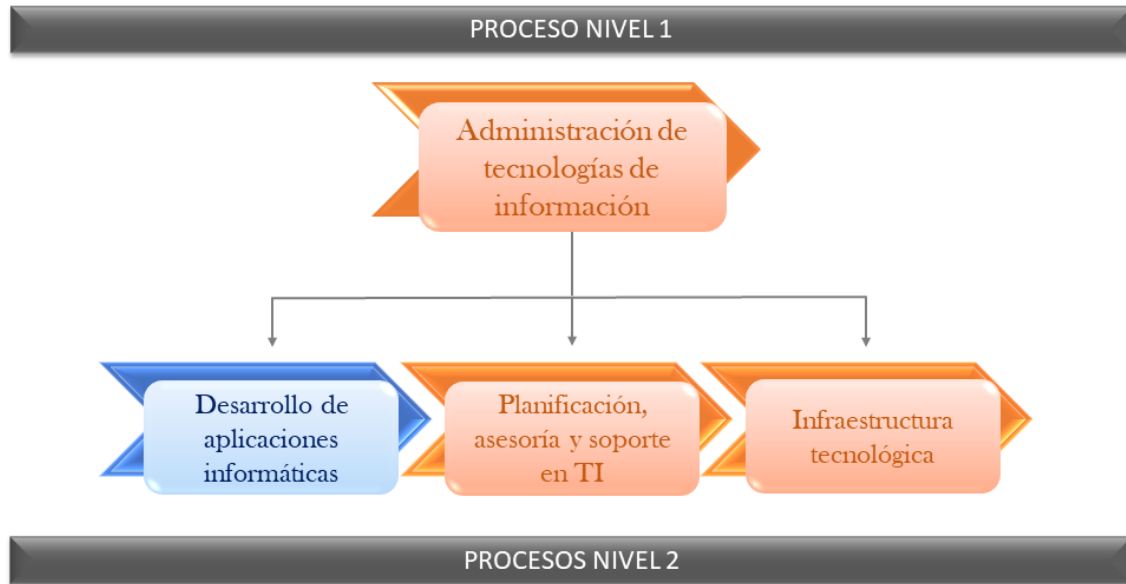 PROCESO NIVEL 1
Administración de
tecnologías de
información
Desarrollo de
aplicaciones
informáticas
Planificación,
asesoría y soporte
en TI
Infraestructura
tecnológica
PROCESOS NIVEL 2